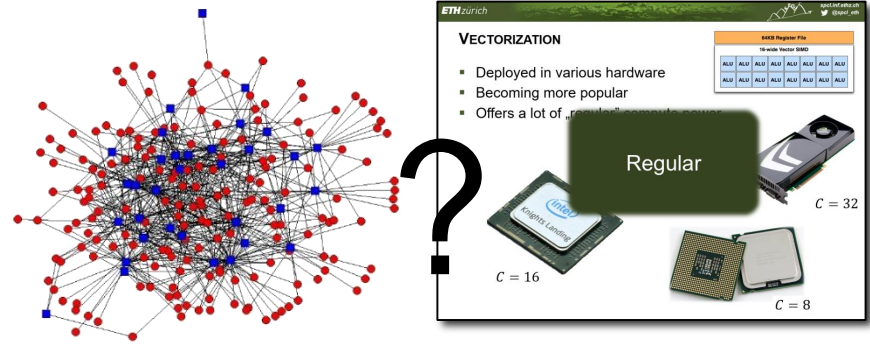 ETHzürich
spcl.inf.ethz.ch
@spcl_eth
VECTORIZATION
▪ Deployed in various hardware
▪ Becoming more popular
▪ Offers a lot of „regular" compute power
64KB Register File
16-wide Vector SIMD
ALU ALU ALU ALU ALU ALU ALU ALU
ALU ALU ALU ALU ALU ALU ALU ALU
?
Regular
intel
Knights Landing
C = 32
C = 16
C = 8